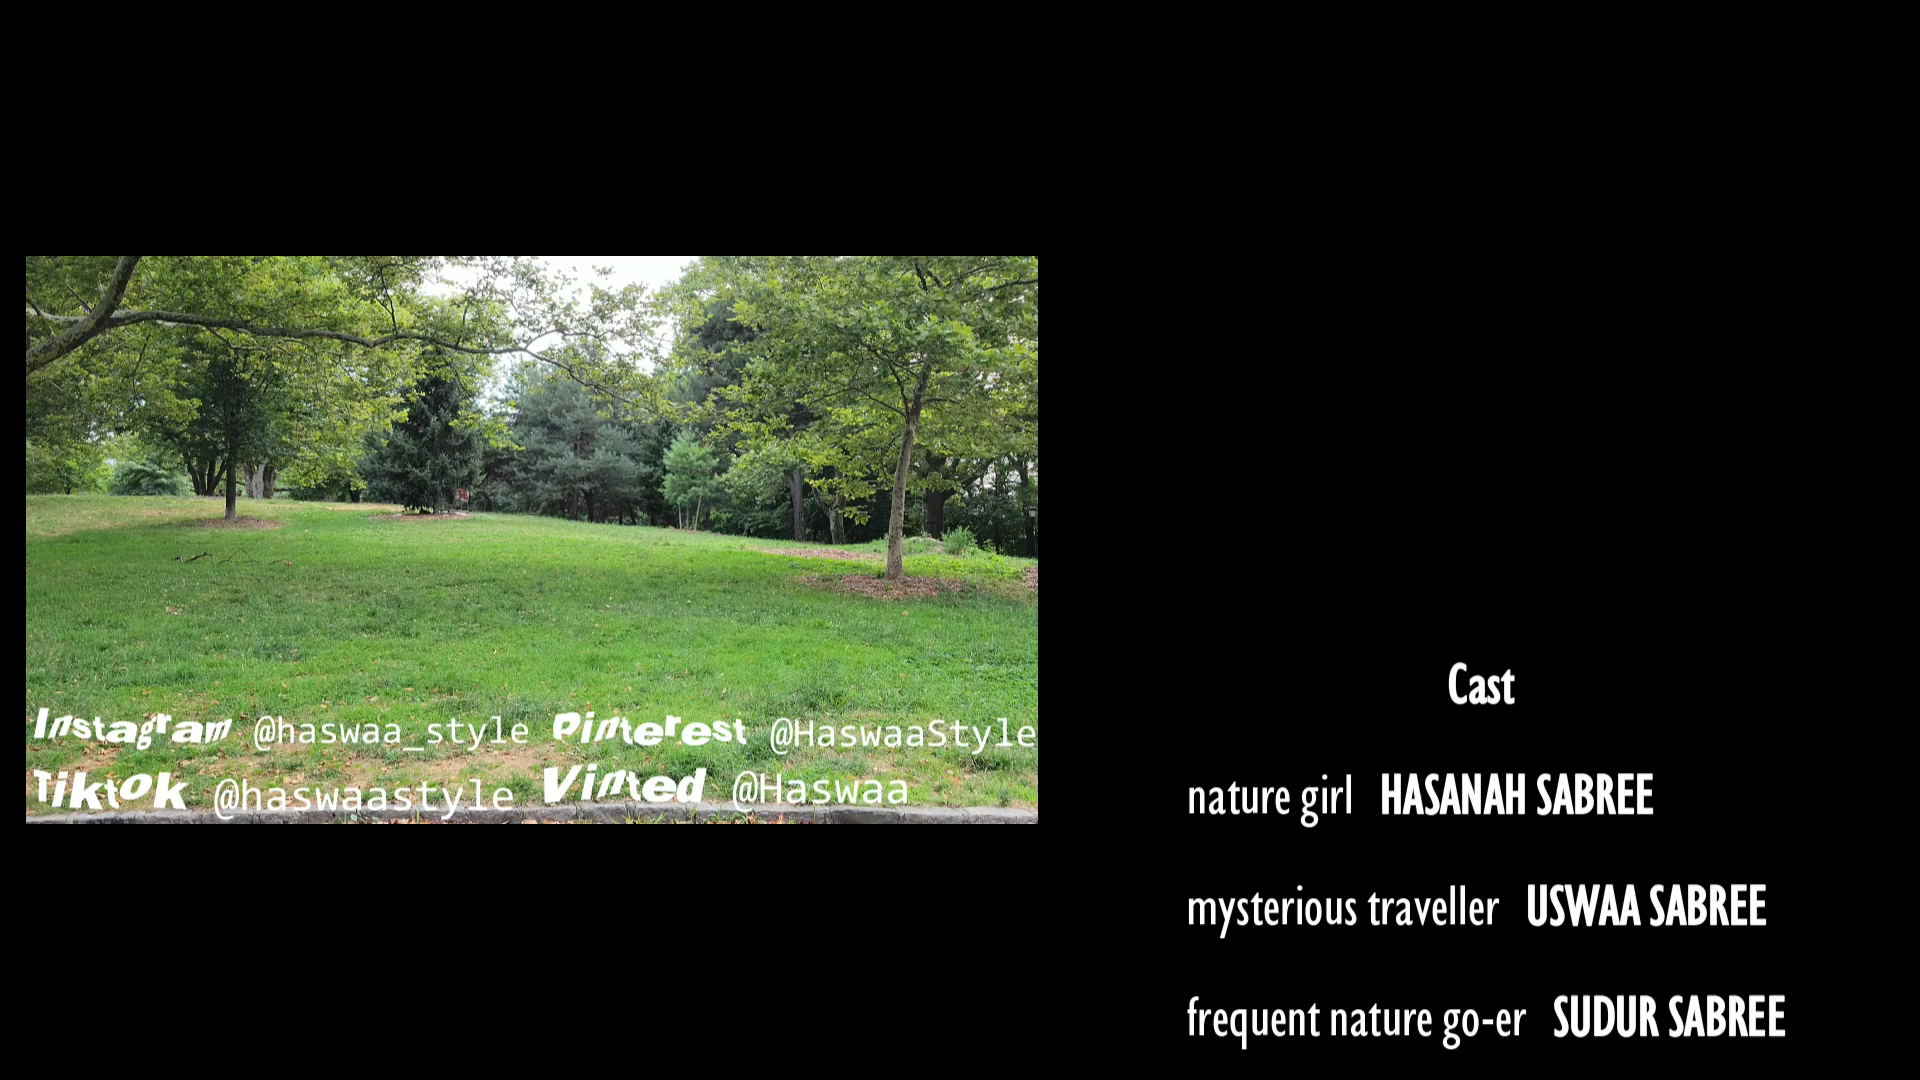 Instagram @haswaa_style Pinterest @HaswaaStyle
Tiktok @haswaastyle Vinted @Haswaa
Cast
nature girl HASANAH SABREE
mysterious traveller USWAA SABREE
frequent nature go-er SUDUR SABREE